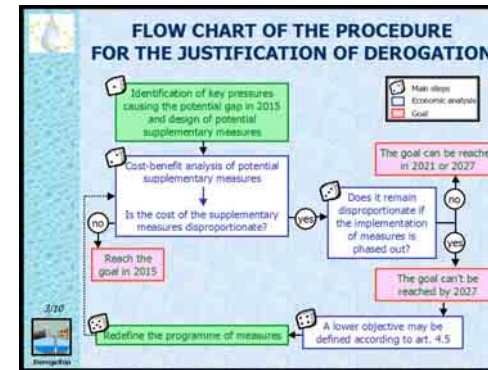 FLOW CHART OF THE PROCEDURE
FOR THE JUSTIFICATION OF DEROGATION
Identification of key pressures
causing the potential gap in 2015
and design of potential
supplementary measures
Main steps
Economic analysis
Goal
Cost-benefit analysis of potential
supplementary measures
Is the cost of the supplementary
measures disproportionate?
The goal can be reached
in 2021 or 2027
Does it remain
disproportionate if
the implementation
of measures is
phased out?
no
yes
no
yes
Reach the
goal in 2015
The goal can't be
reached by 2027
A lower objective may be
defined according to art. 4.5
Redefine the programme of measures
3/10
Derogation